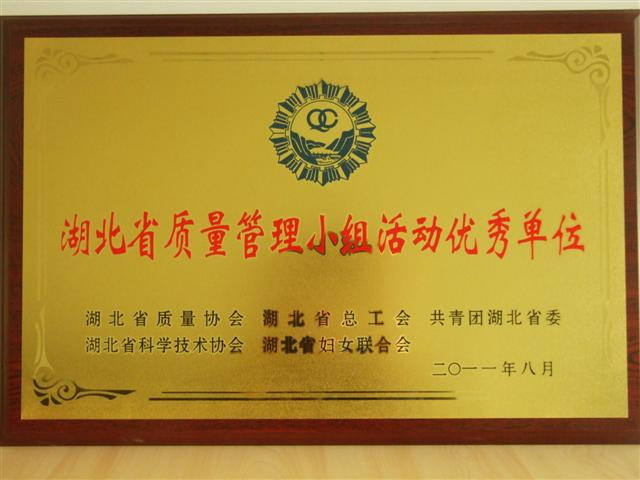 QC
湖北省质量管理小组活动优秀单位
湖北省质量协会 湖北省总工会 共青团湖北省委
湖北省科学技术协会 湖北省妇女联合会
二〇一一年八月